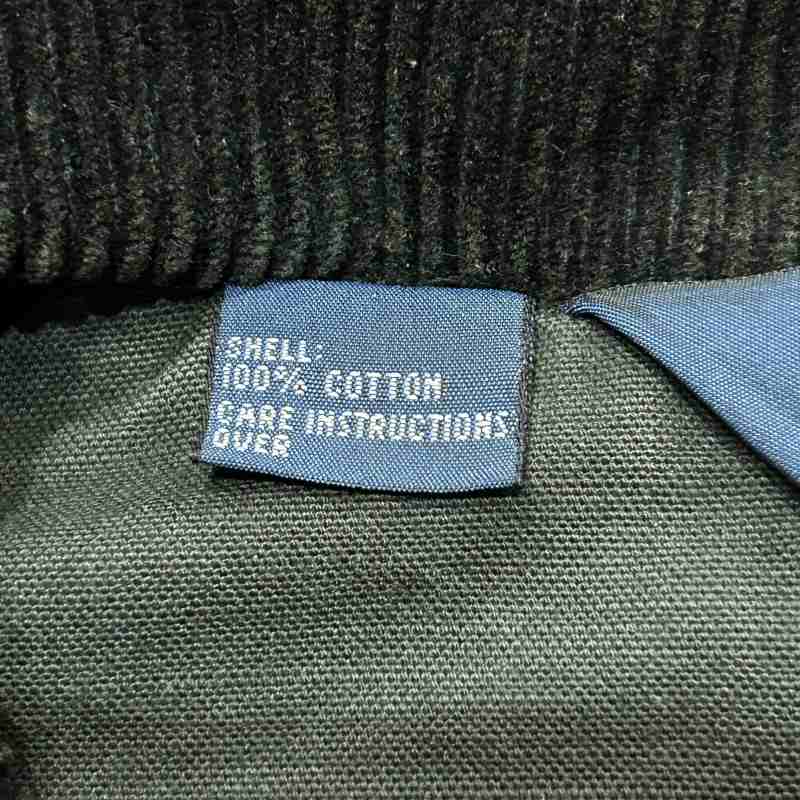 SHELL:
100% COTTON
CARE INSTRUCTIONS
OVER